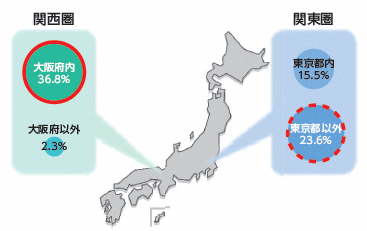 関西圏
大阪府内
36.8%
大阪府以外
2.3%
関東圏
東京都内
15.5%
東京都以外
23.6%